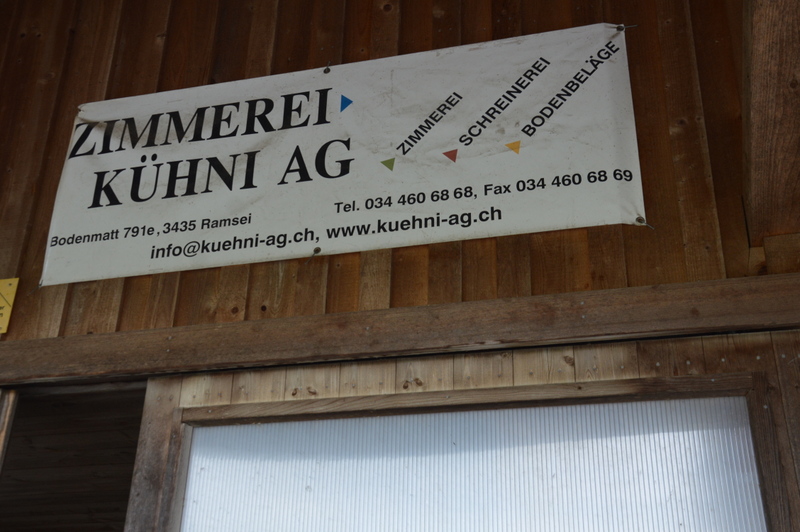 ZIMMEREI
KÜHNI AG
ZIMMEREI
SCHREINEREI
BODENBELÄGE
Bodenmatt 791e, 3435 Ramsei
Tel. 034 460 68 68, Fax 034 460 68 69
info@kuehni-ag.ch, www.kuehni-ag.ch